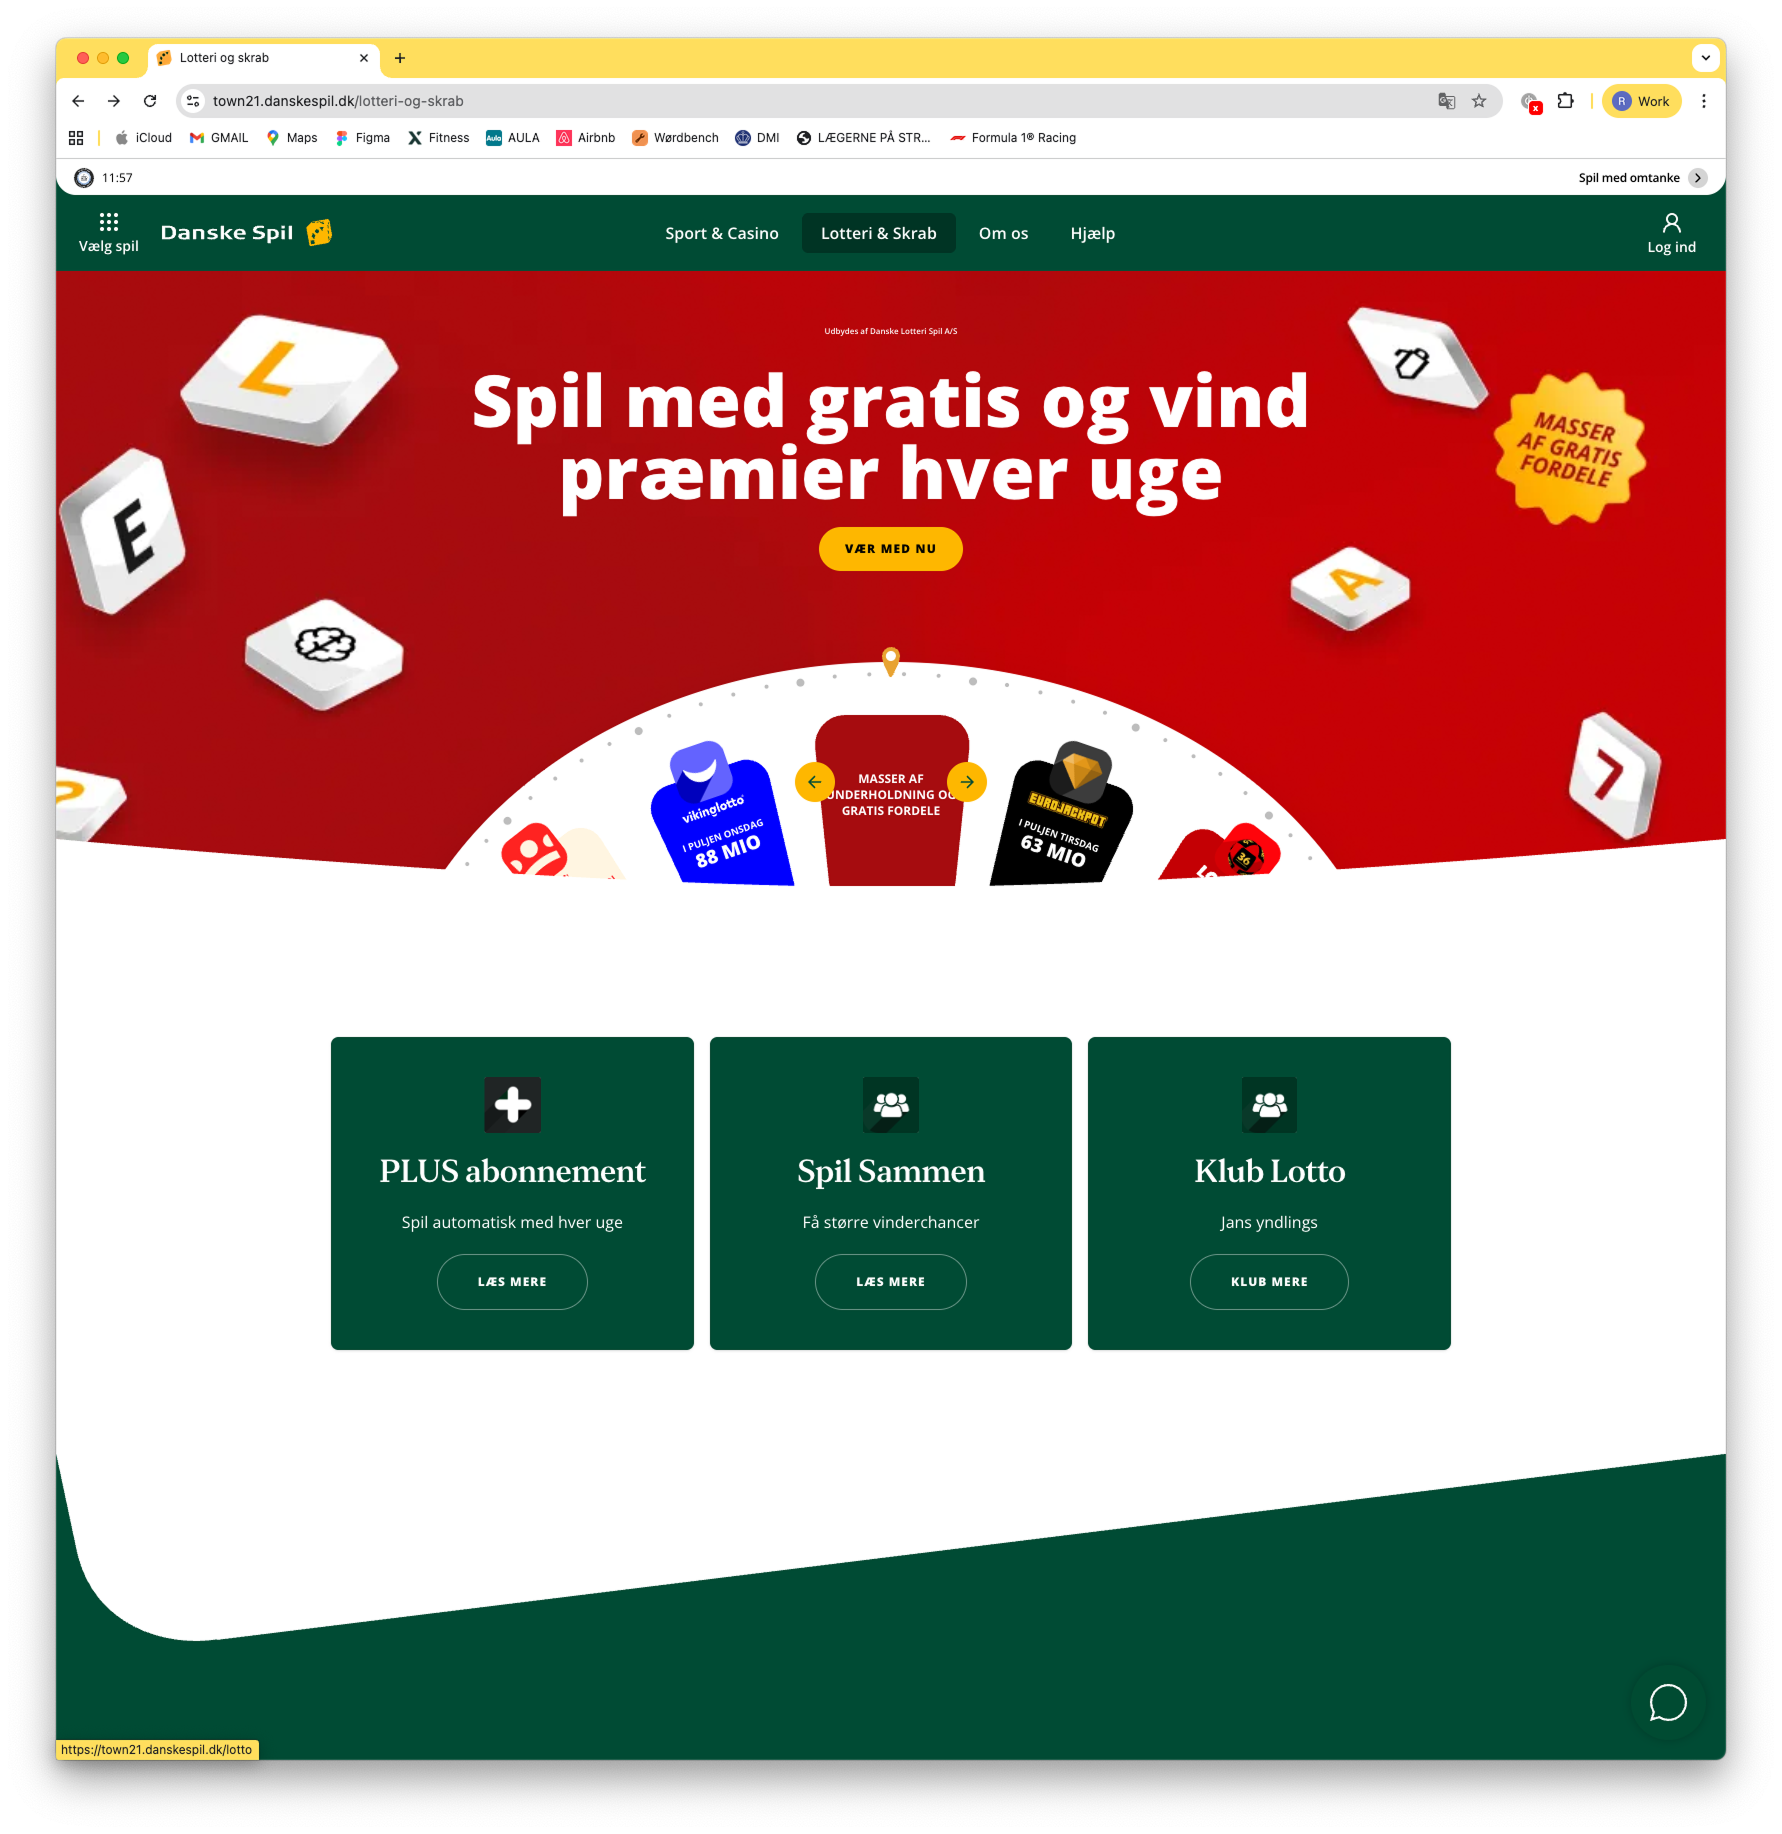 Lotteri og skrab
town21.danskespil.dk/lotteri-og-skrab
R Work
iCloud GMAIL Maps Figma Fitness Aula AULA Airbnb Wørdbench DMI LÆGERNE PÅ STR... Formula 1® Racing
11:57
Spil med omtanke
Vælg spil
Danske Spil
Sport & Casino Lotteri & Skrab Om os Hjælp
Log ind
Udbydes af Danske Lotteri Spil A/S
Spil med gratis og vind
præmier hver uge
VÆR MED NU
L
E
A
7
?
MASSER
AF GRATIS
FORDELE
vikinglotto
I PULJEN ONSDAG
88 MIO
MASSER AF
UNDERHOLDNING OG
GRATIS FORDELE
EUROJACKPOT
I PULJEN TIRSDAG
63 MIO
36
PLUS abonnement
Spil automatisk med hver uge
LÆS MERE
Spil Sammen
Få større vinderchancer
LÆS MERE
Klub Lotto
Jans yndlings
KLUB MERE
https://town21.danskespil.dk/lotto